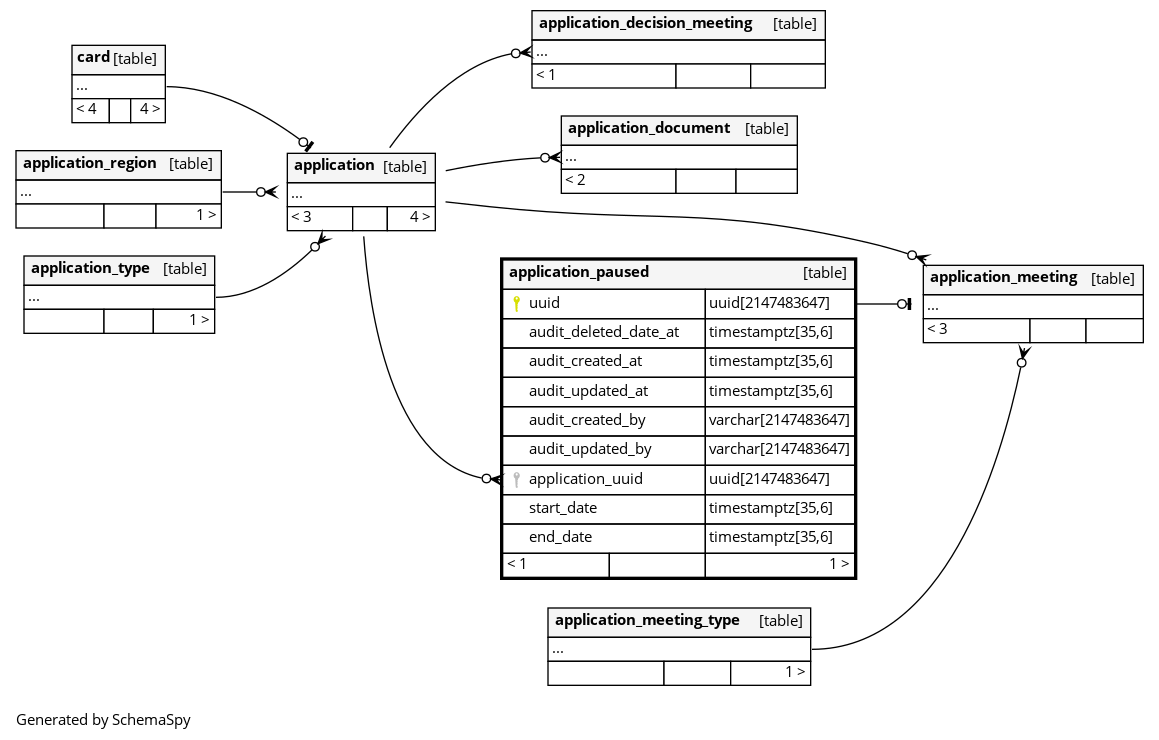 card [table]
...
< 4 4 >
application_region [table]
...
1 >
application_type [table]
...
1 >
application [table]
...
< 3 4 >
application_decision_meeting [table]
...
< 1
application_document [table]
...
< 2
application_paused [table]
uuid uuid[2147483647]
audit_deleted_date_at timestamptz[35,6]
audit_created_at timestamptz[35,6]
audit_updated_at timestamptz[35,6]
audit_created_by varchar[2147483647]
audit_updated_by varchar[2147483647]
application_uuid uuid[2147483647]
start_date timestamptz[35,6]
end_date timestamptz[35,6]
< 1 1 >
application_meeting [table]
...
< 3
application_meeting_type [table]
...
1 >
Generated by SchemaSpy